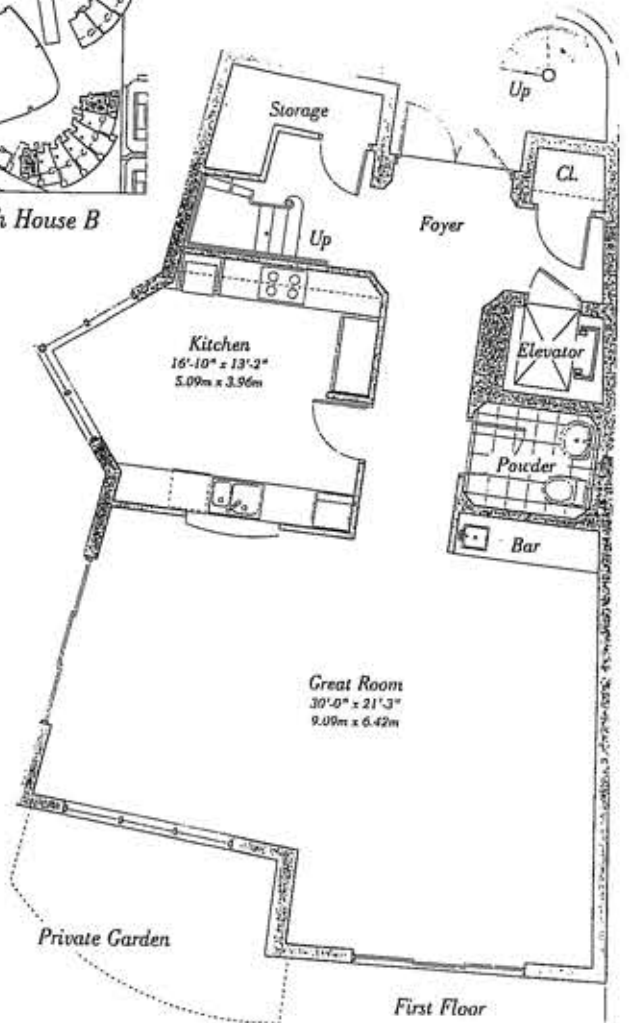 Up
Storage
Cl.
House B
Up
Foyer
Kitchen
16'-10" x 13'-2"
5.09m x 3.96m
Elevator
Powder
Bar
Great Room
30'-0" x 21'-3"
9.09m x 6.42m
Private Garden
First Floor